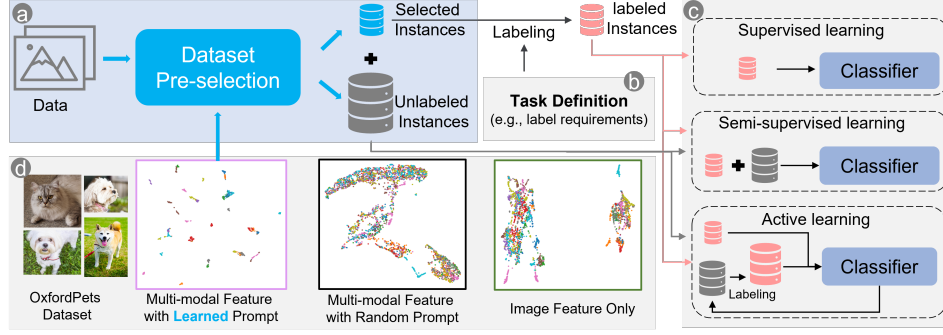 a
Data
Dataset
Pre-selection
Selected
Instances
Unlabeled
Instances
Labeling
labeled
Instances
b
Task Definition
(e.g., label requirements)
c
Supervised learning
Classifier
Semi-supervised learning
Classifier
Active learning
Labeling
Classifier
d
OxfordPets
Dataset
Multi-modal Feature
with Learned Prompt
Multi-modal Feature
with Random Prompt
Image Feature Only